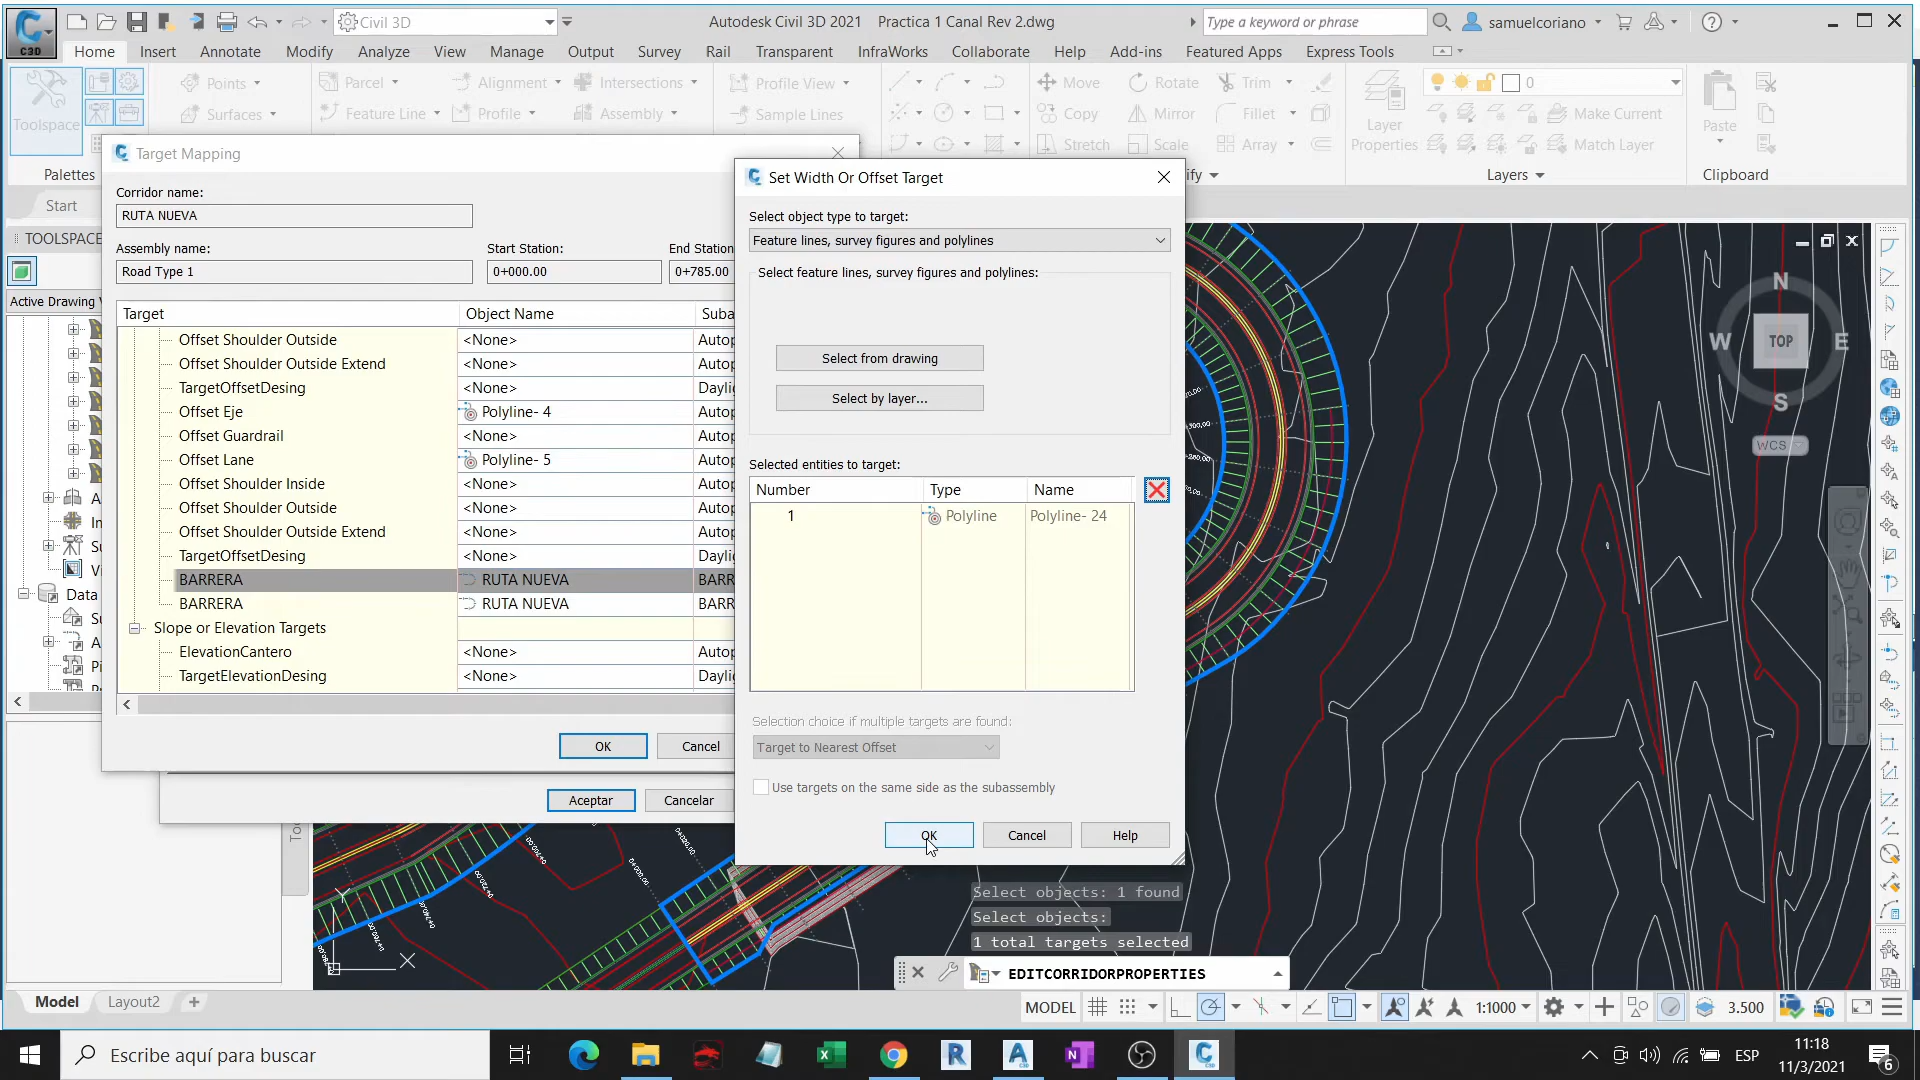 C3D
Civil 3D
Autodesk Civil 3D 2021 Practica 1 Canal Rev 2.dwg
Type a keyword or phrase
samuelcoriano
Home Insert Annotate Modify Analyze View Manage Output Survey Rail Transparent InfraWorks Collaborate Help Add-ins Featured Apps Express Tools
Toolspace
Points
Surfaces
Parcel
Feature Line
Alignment
Profile
Intersections
Assembly
Profile View
Sample Lines
Move
Copy
Stretch
Rotate
Mirror
Scale
Trim
Fillet
Array
Layer
Properties
0
Make Current
Match Layer
Paste
Palettes
Layers
Clipboard
Start
TOOLSPACE
Active Drawing
Data
Target Mapping
Corridor name:
RUTA NUEVA
Assembly name:
Road Type 1
Start Station:
0+000.00
End Station
0+785.00
Target Object Name
Offset Shoulder Outside <None>
Offset Shoulder Outside Extend <None>
TargetOffsetDesing <None>
Offset Eje Polyline- 4
Offset Guardrail <None>
Offset Lane Polyline- 5
Offset Shoulder Inside <None>
Offset Shoulder Outside <None>
Offset Shoulder Outside Extend <None>
TargetOffsetDesing <None>
BARRERA RUTA NUEVA
BARRERA RUTA NUEVA
Slope or Elevation Targets
ElevationCantero <None>
TargetElevationDesing <None>
OK Cancel
Aceptar Cancelar
Set Width Or Offset Target
Select object type to target:
Feature lines, survey figures and polylines
Select feature lines, survey figures and polylines:
Select from drawing
Select by layer...
Selected entities to target:
Number Type Name
1 Polyline Polyline- 24
Selection choice if multiple targets are found:
Target to Nearest Offset
Use targets on the same side as the subassembly
OK Cancel Help
N
W TOP E
S
WCS
Select objects: 1 found
Select objects:
1 total targets selected
EDITCORRIDORPROPERTIES
Model Layout2 +
MODEL 1:1000 3.500
Escribe aquí para buscar
ESP
11:18
11/3/2021
6